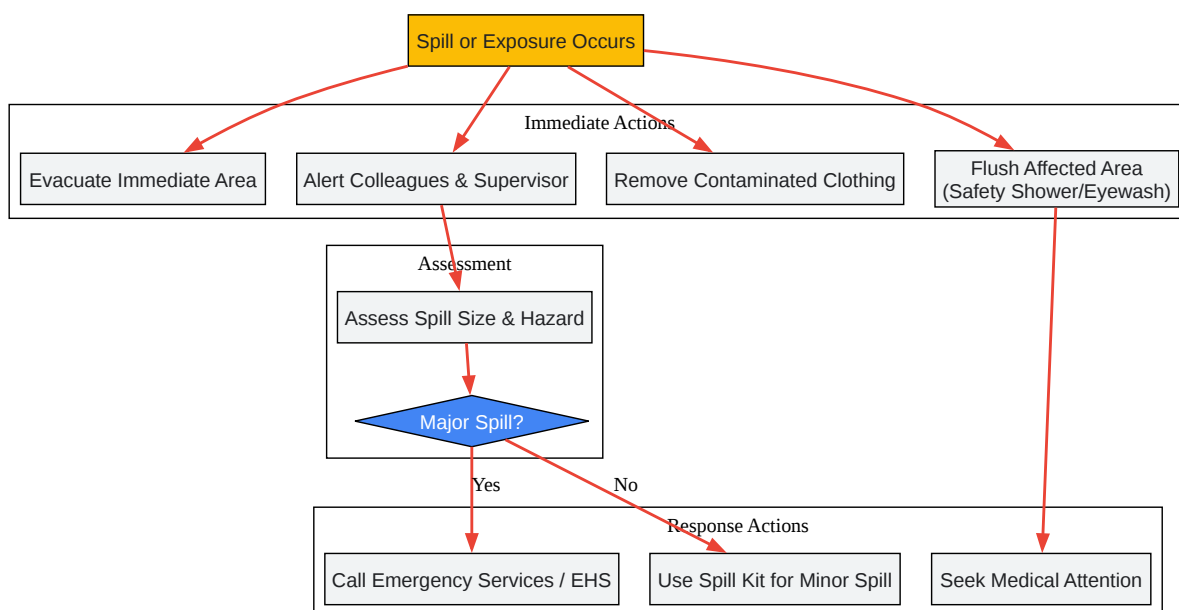 Spill or Exposure Occurs
Immediate Actions
Evacuate Immediate Area
Alert Colleagues & Supervisor
Remove Contaminated Clothing
Flush Affected Area
(Safety Shower/Eyewash)
Assessment
Assess Spill Size & Hazard
Major Spill?
Yes
No
Response Actions
Call Emergency Services / EHS
Use Spill Kit for Minor Spill
Seek Medical Attention